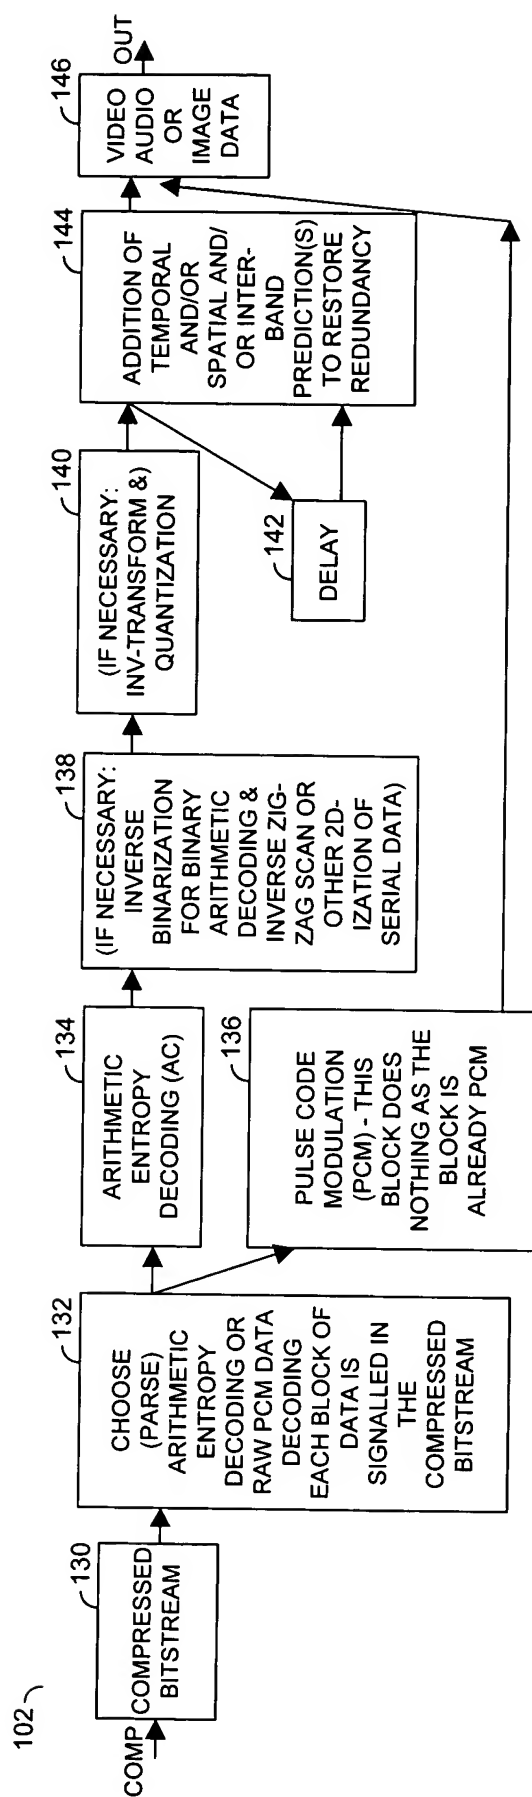 102
COMP
130
COMPRESSED
BITSTREAM
132
CHOOSE
(PARSE)
ARITHMETIC
ENTROPY
DECODING OR
RAW PCM DATA
DECODING
EACH BLOCK OF
DATA IS
SIGNALLED IN
THE
COMPRESSED
BITSTREAM
134
ARITHMETIC
ENTROPY
DECODING (AC)
136
PULSE CODE
MODULATION
(PCM) - THIS
BLOCK DOES
NOTHING AS THE
BLOCK IS
ALREADY PCM
138
(IF NECESSARY:
INVERSE
BINARIZATION
FOR BINARY
ARITHMETIC
DECODING &
INVERSE ZIG-
ZAG SCAN OR
OTHER 2D-
IZATION OF
SERIAL DATA)
140
(IF NECESSARY:
INV-TRANSFORM &)
QUANTIZATION
142
DELAY
144
ADDITION OF
TEMPORAL
AND/OR
SPATIAL AND/
OR INTER-
BAND
PREDICTION(S)
TO RESTORE
REDUNDANCY
146
VIDEO
AUDIO
OR
IMAGE
DATA
OUT